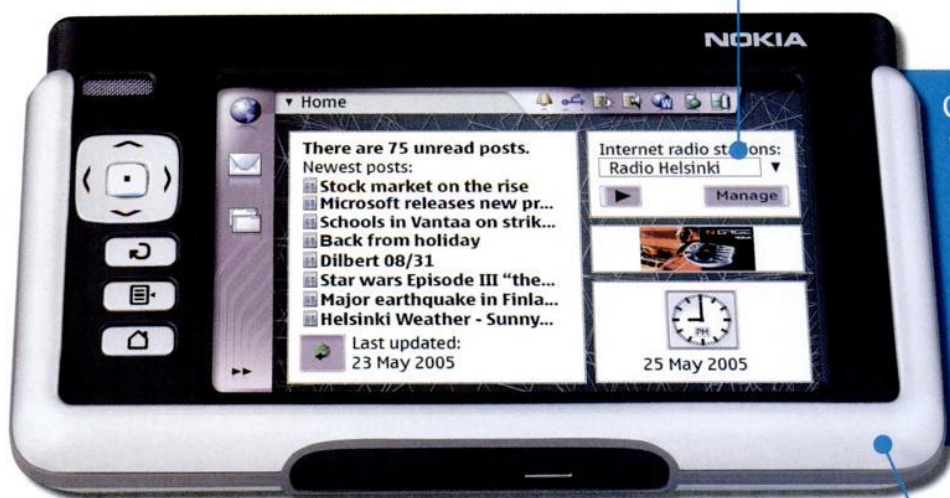 NOKIA
Home
There are 75 unread posts.
Newest posts:
Stock market on the rise
Microsoft releases new pr...
Schools in Vantaa on strik...
Back from holiday
Dilbert 08/31
Star wars Episode III "the...
Major earthquake in Finla...
Helsinki Weather - Sunny...
Last updated:
23 May 2005
Internet radio stations:
Radio Helsinki
Manage
PM
25 May 2005